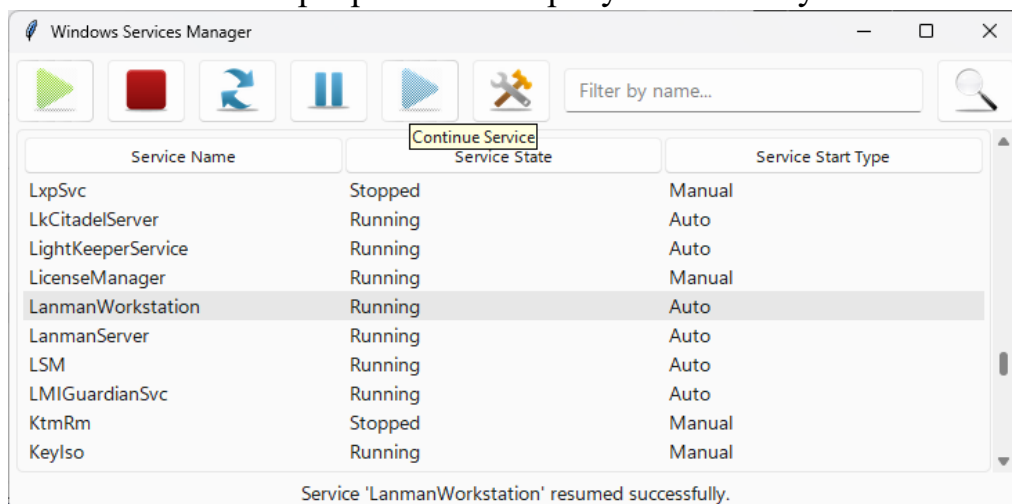 Windows Services Manager
Filter by name...
Continue Service
Service Name Service State Service Start Type
LxpSvc Stopped Manual
LkCitadelServer Running Auto
LightKeeperService Running Auto
LicenseManager Running Manual
LanmanWorkstation Running Auto
LanmanServer Running Auto
LSM Running Auto
LMIGuardianSvc Running Auto
KtmRm Stopped Manual
KeyIso Running Manual
Service 'LanmanWorkstation' resumed successfully.